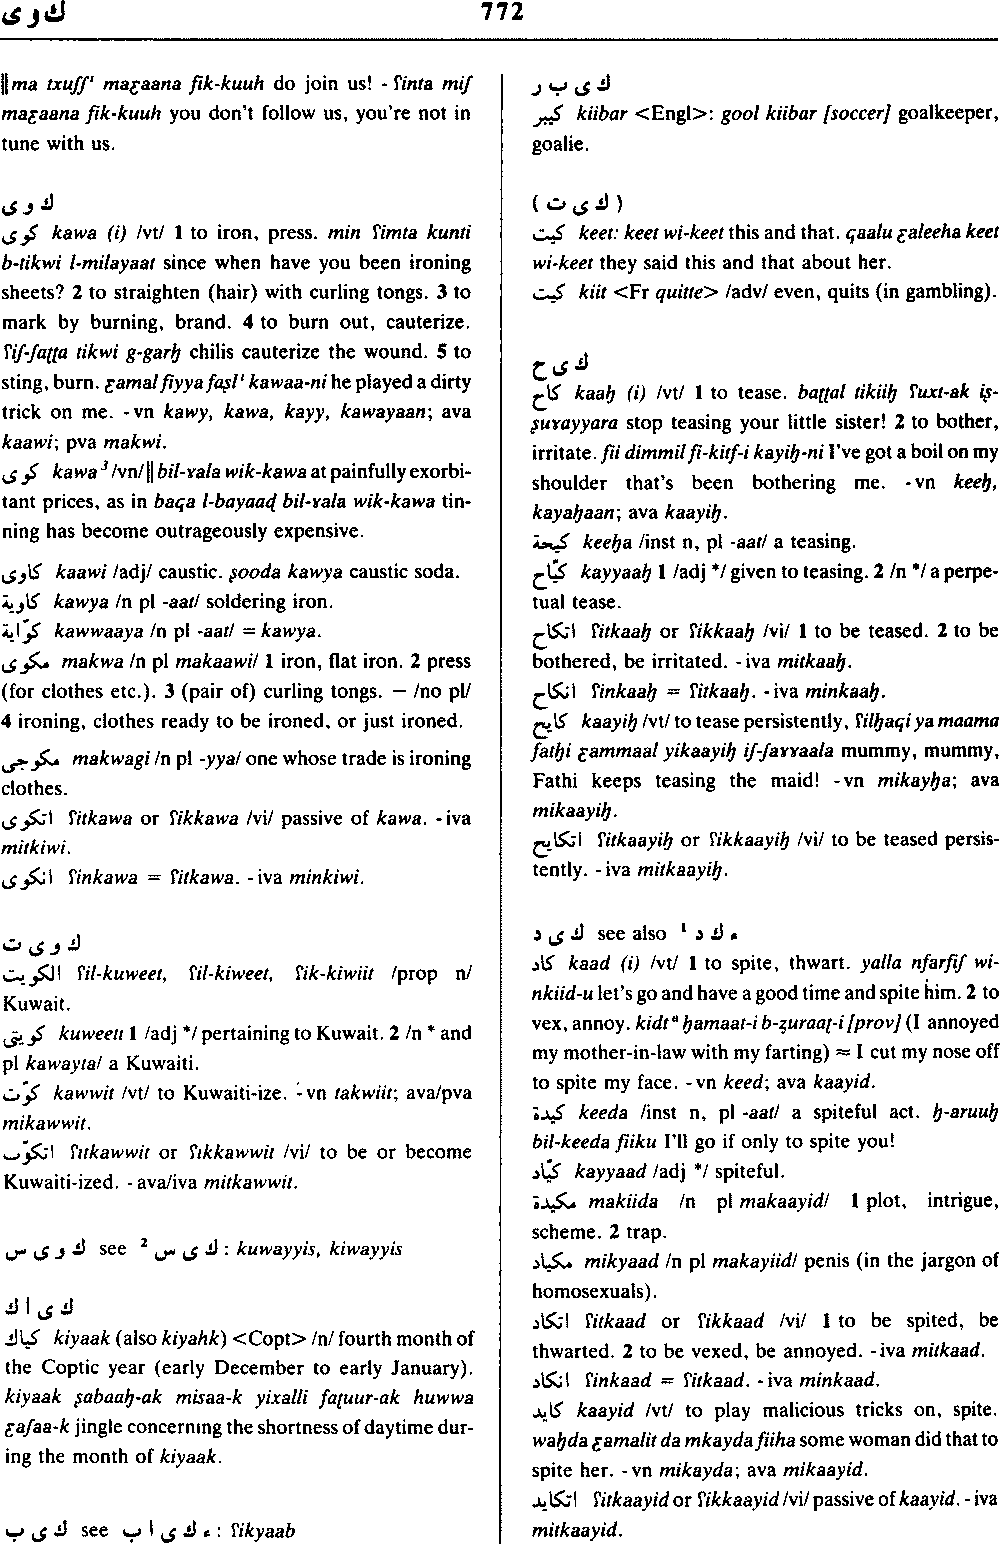 ك و ى
772
‖ma txuʃʃ¹ maʕaana fik-kuuh do join us! - ʕinta miʃ
maʕaana fik-kuuh you don't follow us, you're not in
tune with us.
ك و ى
كوى kawa (i) /vt/ 1 to iron, press. min ʕimta kunti
b-tikwi l-milayaat since when have you been ironing
sheets? 2 to straighten (hair) with curling tongs. 3 to
mark by burning, brand. 4 to burn out, cauterize.
ʕiʃ-ʃaṭṭa tikwi g-garḥ chilis cauterize the wound. 5 to
sting, burn. ʕamal fiyya faṣl¹ kawaa-ni he played a dirty
trick on me. -vn kawy, kawa, kayy, kawayaan; ava
kaawi; pva makwi.
كوى kawa³ /vn/ ‖ bil-ɣala wik-kawa at painfully exorbi-
tant prices, as in baqa l-bayaaḍ bil-ɣala wik-kawa tin-
ning has become outrageously expensive.
كاوى kaawi /adj/ caustic. ṣooda kawya caustic soda.
كاوية kawya /n pl -aat/ soldering iron.
كوّاية kawwaaya /n pl -aat/ = kawya.
مكوى makwa /n pl makaawi/ 1 iron, flat iron. 2 press
(for clothes etc.). 3 (pair of) curling tongs. — /no pl/
4 ironing, clothes ready to be ironed, or just ironed.
مكوجى makwagi /n pl -yya/ one whose trade is ironing
clothes.
اتكوى ʕitkawa or ʕikkawa /vi/ passive of kawa. -iva
mitkiwi.
انكوى ʕinkawa = ʕitkawa. -iva minkiwi.
ك و ى ت
الكويت ʕil-kuweet, ʕil-kiweet, ʕik-kiwiit /prop n/
Kuwait.
كويتى kuweeti 1 /adj */ pertaining to Kuwait. 2 /n * and
pl kawayta/ a Kuwaiti.
كوّت kawwit /vt/ to Kuwaiti-ize. -vn takwiit; ava/pva
mikawwit.
اتكوّت ʕitkawwit or ʕikkawwit /vi/ to be or become
Kuwaiti-ized. -ava/iva mitkawwit.
ك و ى س see ² ك ى س : kuwayyis, kiwayyis
ك ى ا ك
كياك kiyaak (also kiyahk) <Copt> /n/ fourth month of
the Coptic year (early December to early January).
kiyaak ṣabaaḥ-ak misaa-k yixalli faṭuur-ak huwwa
ʕaʃaa-k jingle concerning the shortness of daytime dur-
ing the month of kiyaak.
ك ى ب see ء ك ى ا ب : ʕikyaab
ك ى ب ر
كيبر kiibar <Engl>: gool kiibar [soccer] goalkeeper,
goalie.
(ك ى ت)
كيت keet: keet wi-keet this and that. qaalu ʕaleeha keet
wi-keet they said this and that about her.
كيت kiit <Fr quitte> /adv/ even, quits (in gambling).
ك ى ح
كاح kaaḥ (i) /vt/ 1 to tease. baṭṭal tikiiḥ ʕuxt-ak iṣ-
ṣuɣayyara stop teasing your little sister! 2 to bother,
irritate. fii dimmil fi-kitf-i kayiḥ-ni I've got a boil on my
shoulder that's been bothering me. -vn keeḥ,
kayaḥaan; ava kaayiḥ.
كيحة keeḥa /inst n, pl -aat/ a teasing.
كيّاح kayyaaḥ 1 /adj */ given to teasing. 2 /n */ a perpe-
tual tease.
اتكاح ʕitkaaḥ or ʕikkaaḥ /vi/ 1 to be teased. 2 to be
bothered, be irritated. -iva mitkaaḥ.
انكاح ʕinkaaḥ = ʕitkaaḥ. -iva minkaaḥ.
كايح kaayiḥ /vt/ to tease persistently, ʕilḥaqi ya maama
fatḥi ʕammaal yikaayiḥ iʃ-ʃaɣɣaala mummy, mummy,
Fathi keeps teasing the maid! -vn mikayḥa; ava
mikaayiḥ.
اتكايح ʕitkaayiḥ or ʕikkaayiḥ /vi/ to be teased persis-
tently. -iva mitkaayiḥ.
ك ى د see also ¹ ء ك د
كاد kaad (i) /vt/ 1 to spite, thwart. yalla nfarfiʃ wi-
nkiid-u let's go and have a good time and spite him. 2 to
vex, annoy. kidtᵘ ḥamaat-i b-ẓuraaṭ-i [prov] (I annoyed
my mother-in-law with my farting) ≈ I cut my nose off
to spite my face. -vn keed; ava kaayid.
كيدة keeda /inst n, pl -aat/ a spiteful act. ḥ-aruuḥ
bil-keeda fiiku I'll go if only to spite you!
كيّاد kayyaad /adj */ spiteful.
مكيدة makiida /n pl makaayid/ 1 plot, intrigue,
scheme. 2 trap.
مكياد mikyaad /n pl makayiid/ penis (in the jargon of
homosexuals).
اتكاد ʕitkaad or ʕikkaad /vi/ 1 to be spited, be
thwarted. 2 to be vexed, be annoyed. -iva mitkaad.
انكاد ʕinkaad = ʕitkaad. -iva minkaad.
كايد kaayid /vt/ to play malicious tricks on, spite.
waḥda ʕamalit da mkayda fiiha some woman did that to
spite her. -vn mikayda; ava mikaayid.
اتكايد ʕitkaayid or ʕikkaayid /vi/ passive of kaayid. -iva
mitkaayid.